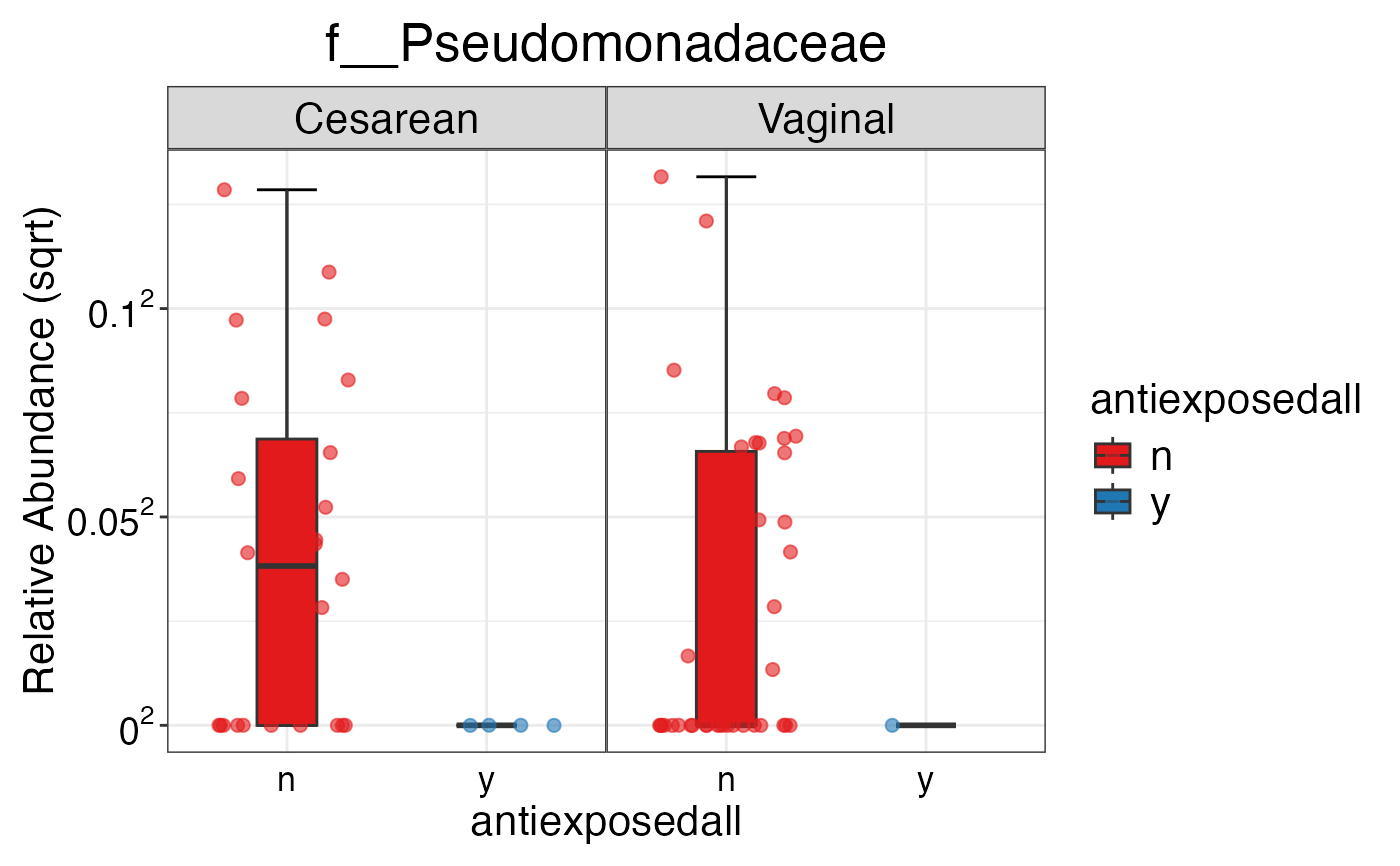 f__Pseudomonadaceae
Cesarean
Vaginal
Relative Abundance (sqrt)
0.1²
0.05²
0²
n
y
n
y
antiexposedall
antiexposedall
n
y